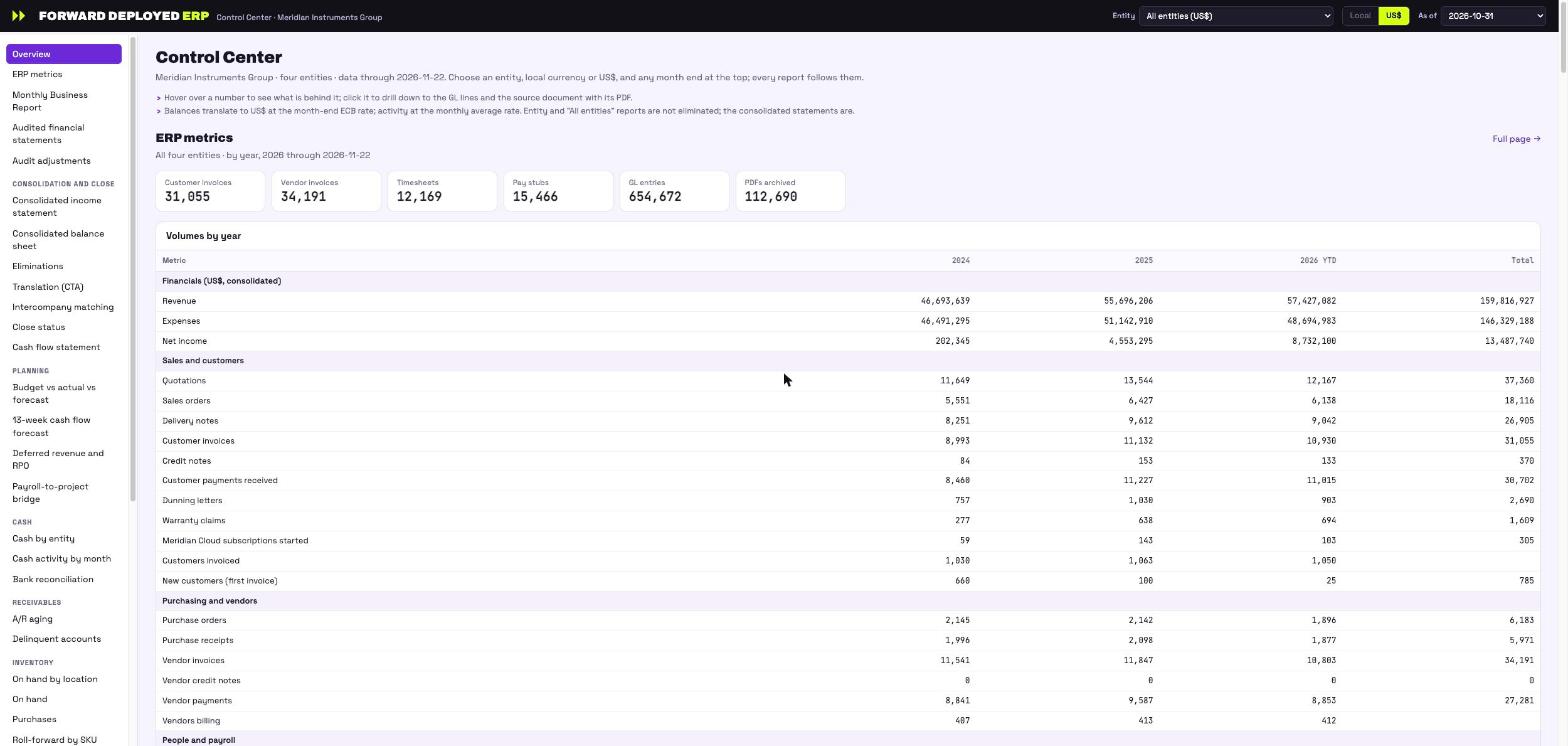 FORWARD DEPLOYED ERP Control Center · Meridian Instruments Group Entity All entities (US$) Local US$ As of 2026-10-31
Overview
ERP metrics
Monthly Business
Report
Audited financial
statements
Audit adjustments
CONSOLIDATION AND CLOSE
Consolidated income
statement
Consolidated balance
sheet
Eliminations
Translation (CTA)
Intercompany matching
Close status
Cash flow statement
PLANNING
Budget vs actual vs
forecast
13-week cash flow
forecast
Deferred revenue and
RPO
Payroll-to-project
bridge
CASH
Cash by entity
Cash activity by month
Bank reconciliation
RECEIVABLES
A/R aging
Delinquent accounts
INVENTORY
On hand by location
On hand
Purchases
Roll-forward by SKU
Control Center
Meridian Instruments Group · four entities · data through 2026-11-22. Choose an entity, local currency or US$, and any month end at the top; every report follows them.
> Hover over a number to see what is behind it; click it to drill down to the GL lines and the source document with its PDF.
> Balances translate to US$ at the month-end ECB rate; activity at the monthly average rate. Entity and "All entities" reports are not eliminated; the consolidated statements are.
ERP metrics Full page →
All four entities · by year, 2026 through 2026-11-22
Customer invoices Vendor invoices Timesheets Pay stubs GL entries PDFs archived
31,055 34,191 12,169 15,466 654,672 112,690
Volumes by year
Metric 2024 2025 2026 YTD Total
Financials (US$, consolidated)
Revenue 46,693,639 55,696,206 57,427,082 159,816,927
Expenses 46,491,295 51,142,910 48,694,983 146,329,188
Net income 202,345 4,553,295 8,732,100 13,487,740
Sales and customers
Quotations 11,649 13,544 12,167 37,360
Sales orders 5,551 6,427 6,138 18,116
Delivery notes 8,251 9,612 9,042 26,905
Customer invoices 8,993 11,132 10,930 31,055
Credit notes 84 153 133 370
Customer payments received 8,460 11,227 11,015 30,702
Dunning letters 757 1,030 903 2,690
Warranty claims 277 638 694 1,609
Meridian Cloud subscriptions started 59 143 103 305
Customers invoiced 1,030 1,063 1,050
New customers (first invoice) 660 100 25 785
Purchasing and vendors
Purchase orders 2,145 2,142 1,896 6,183
Purchase receipts 1,996 2,098 1,877 5,971
Vendor invoices 11,541 11,847 10,803 34,191
Vendor credit notes 0 0 0 0
Vendor payments 8,841 9,587 8,853 27,281
Vendors billing 407 413 412
People and payroll